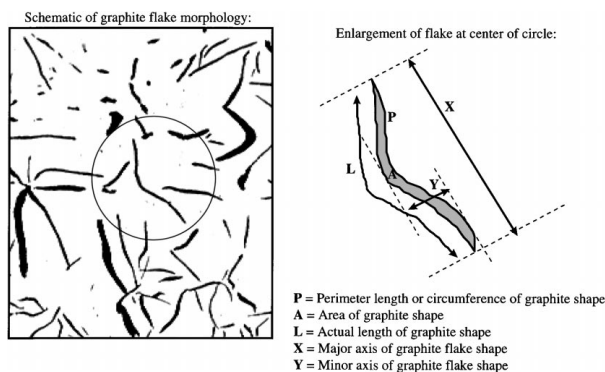 Schematic of graphite flake morphology:
Enlargement of flake at center of circle:
P
X
A
L
Y
P = Perimeter length or circumference of graphite shape
A = Area of graphite shape
L = Actual length of graphite shape
X = Major axis of graphite flake shape
Y = Minor axis of graphite flake shape